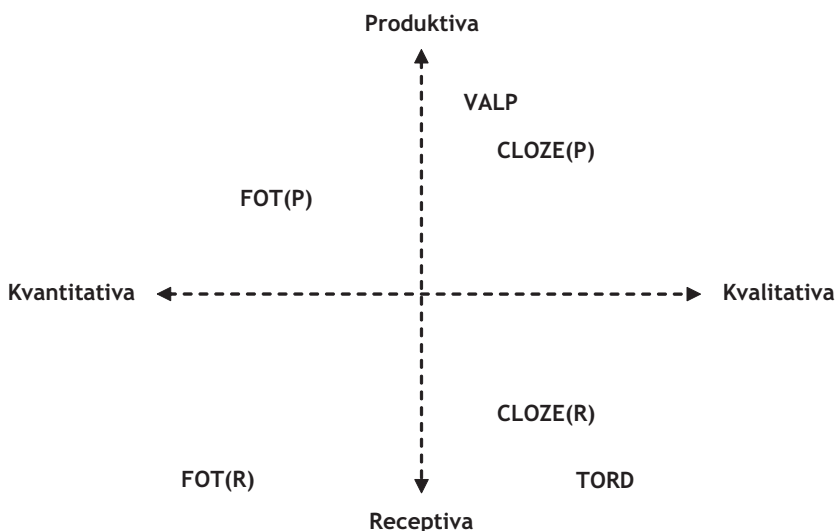 Produktiva
VALP
CLOZE(P)
FOT(P)
Kvantitativa
Kvalitativa
CLOZE(R)
FOT(R)
TORD
Receptiva